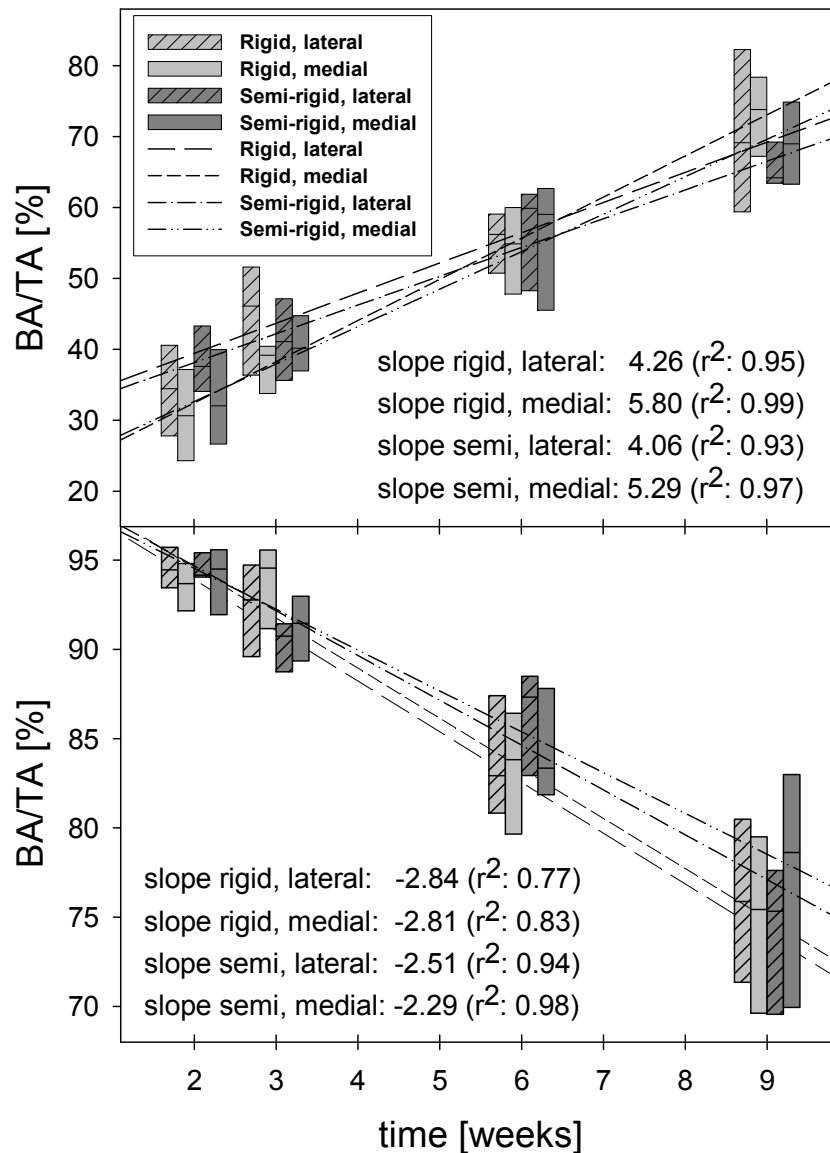 BA/TA [%]
80
70
60
50
40
30
20
Rigid, lateral
Rigid, medial
Semi-rigid, lateral
Semi-rigid, medial
Rigid, lateral
Rigid, medial
Semi-rigid, lateral
Semi-rigid, medial
slope rigid, lateral: 4.26 (r²: 0.95)
slope rigid, medial: 5.80 (r²: 0.99)
slope semi, lateral: 4.06 (r²: 0.93)
slope semi, medial: 5.29 (r²: 0.97)
BA/TA [%]
95
90
85
80
75
70
slope rigid, lateral: -2.84 (r²: 0.77)
slope rigid, medial: -2.81 (r²: 0.83)
slope semi, lateral: -2.51 (r²: 0.94)
slope semi, medial: -2.29 (r²: 0.98)
2 3 4 5 6 7 8 9
time [weeks]